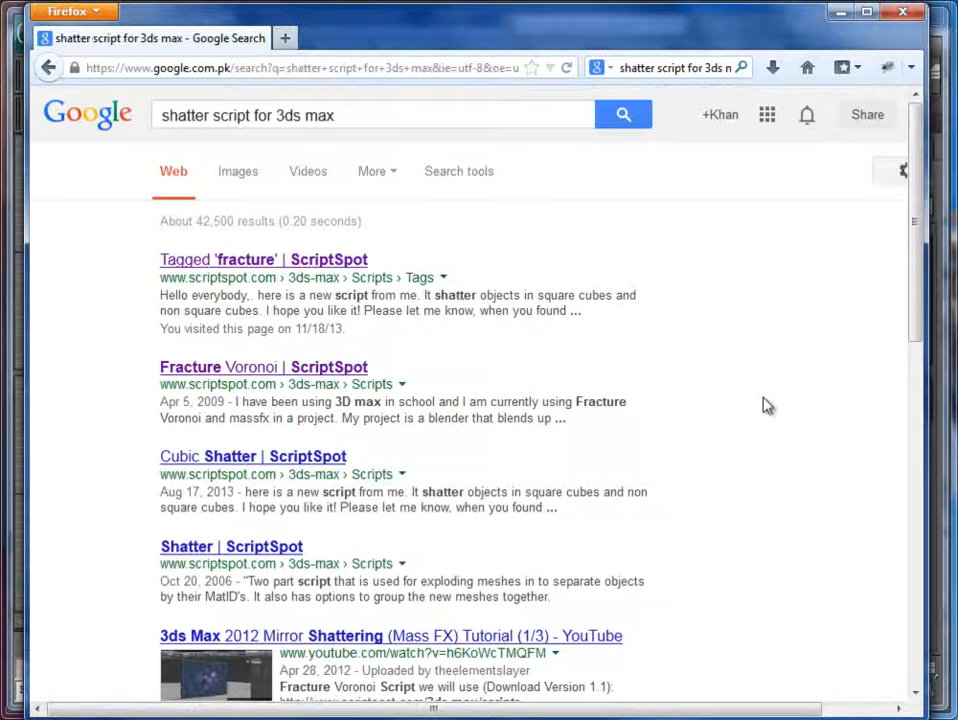 Firefox
shatter script for 3ds max - Google Search
https://www.google.com.pk/search?q=shatter+script+for+3ds+max&ie=utf-8&oe=u
shatter script for 3ds n
Google
shatter script for 3ds max
+Khan
Share
Web Images Videos More Search tools
About 42,500 results (0.20 seconds)
Tagged 'fracture' | ScriptSpot
www.scriptspot.com › 3ds-max › Scripts › Tags
Hello everybody,. here is a new script from me. It shatter objects in square cubes and
non square cubes. I hope you like it! Please let me know, when you found ...
You visited this page on 11/18/13.
Fracture Voronoi | ScriptSpot
www.scriptspot.com › 3ds-max › Scripts
Apr 5, 2009 - I have been using 3D max in school and I am currently using Fracture
Voronoi and massfx in a project. My project is a blender that blends up ...
Cubic Shatter | ScriptSpot
www.scriptspot.com › 3ds-max › Scripts
Aug 17, 2013 - here is a new script from me. It shatter objects in square cubes and non
square cubes. I hope you like it! Please let me know, when you found ...
Shatter | ScriptSpot
www.scriptspot.com › 3ds-max › Scripts
Oct 20, 2006 - "Two part script that is used for exploding meshes in to separate objects
by their MatID's. It also has options to group the new meshes together.
3ds Max 2012 Mirror Shattering (Mass FX) Tutorial (1/3) - YouTube
www.youtube.com/watch?v=h6KoWcTMQFM
Apr 28, 2012 - Uploaded by theelementslayer
Fracture Voronoi Script we will use (Download Version 1.1):